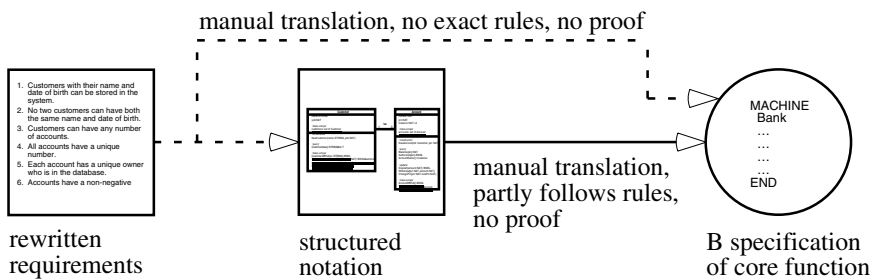 manual translation, no exact rules, no proof
1. Customers with their name and
date of birth can be stored in the
system.
2. No two customers can have both
the same name and date of birth.
3. Customers can have any number
of accounts.
4. All accounts have a unique
number.
5. Each account has a unique owner
who is in the database.
6. Accounts have a non-negative
MACHINE
Bank
...
...
...
...
END
manual translation,
partly follows rules,
no proof
rewritten
requirements
structured
notation
B specification
of core function